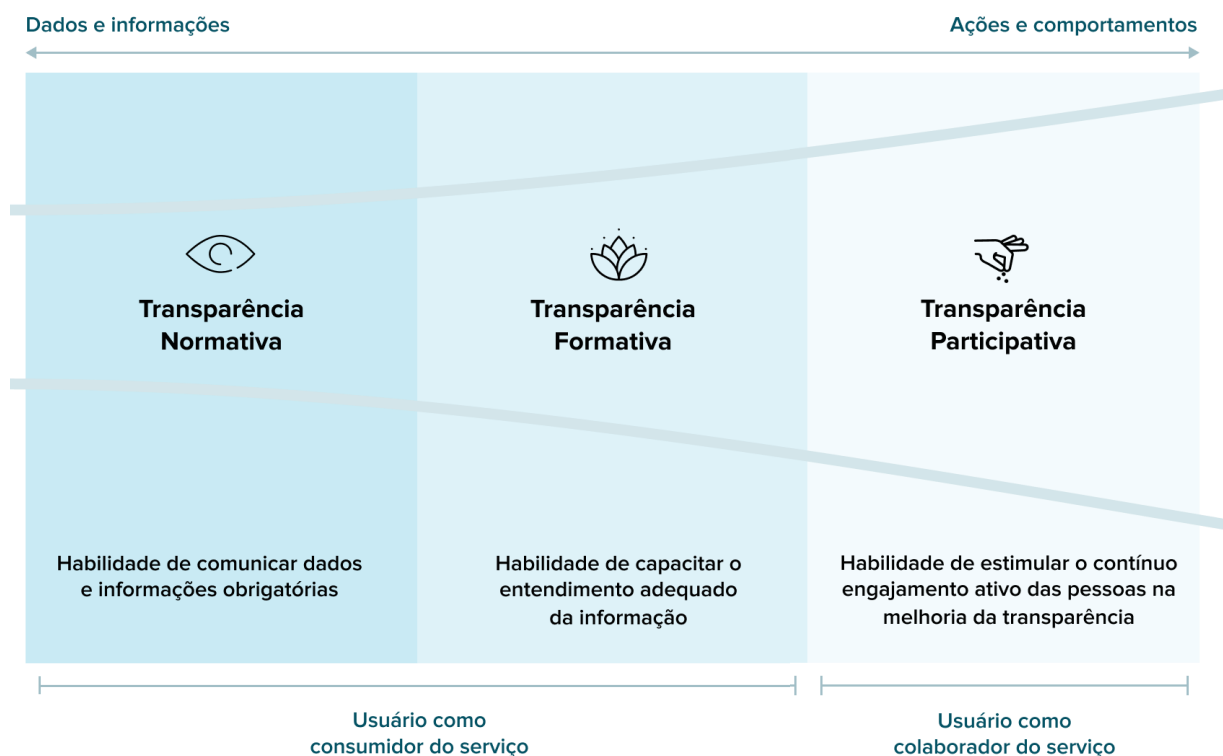 Dados e informações
Ações e comportamentos
Transparência
Normativa
Transparência
Formativa
Transparência
Participativa
Habilidade de comunicar dados
e informações obrigatórias
Habilidade de capacitar o
entendimento adequado
da informação
Habilidade de estimular o contínuo
engajamento ativo das pessoas na
melhoria da transparência
Usuário como
consumidor do serviço
Usuário como
colaborador do serviço